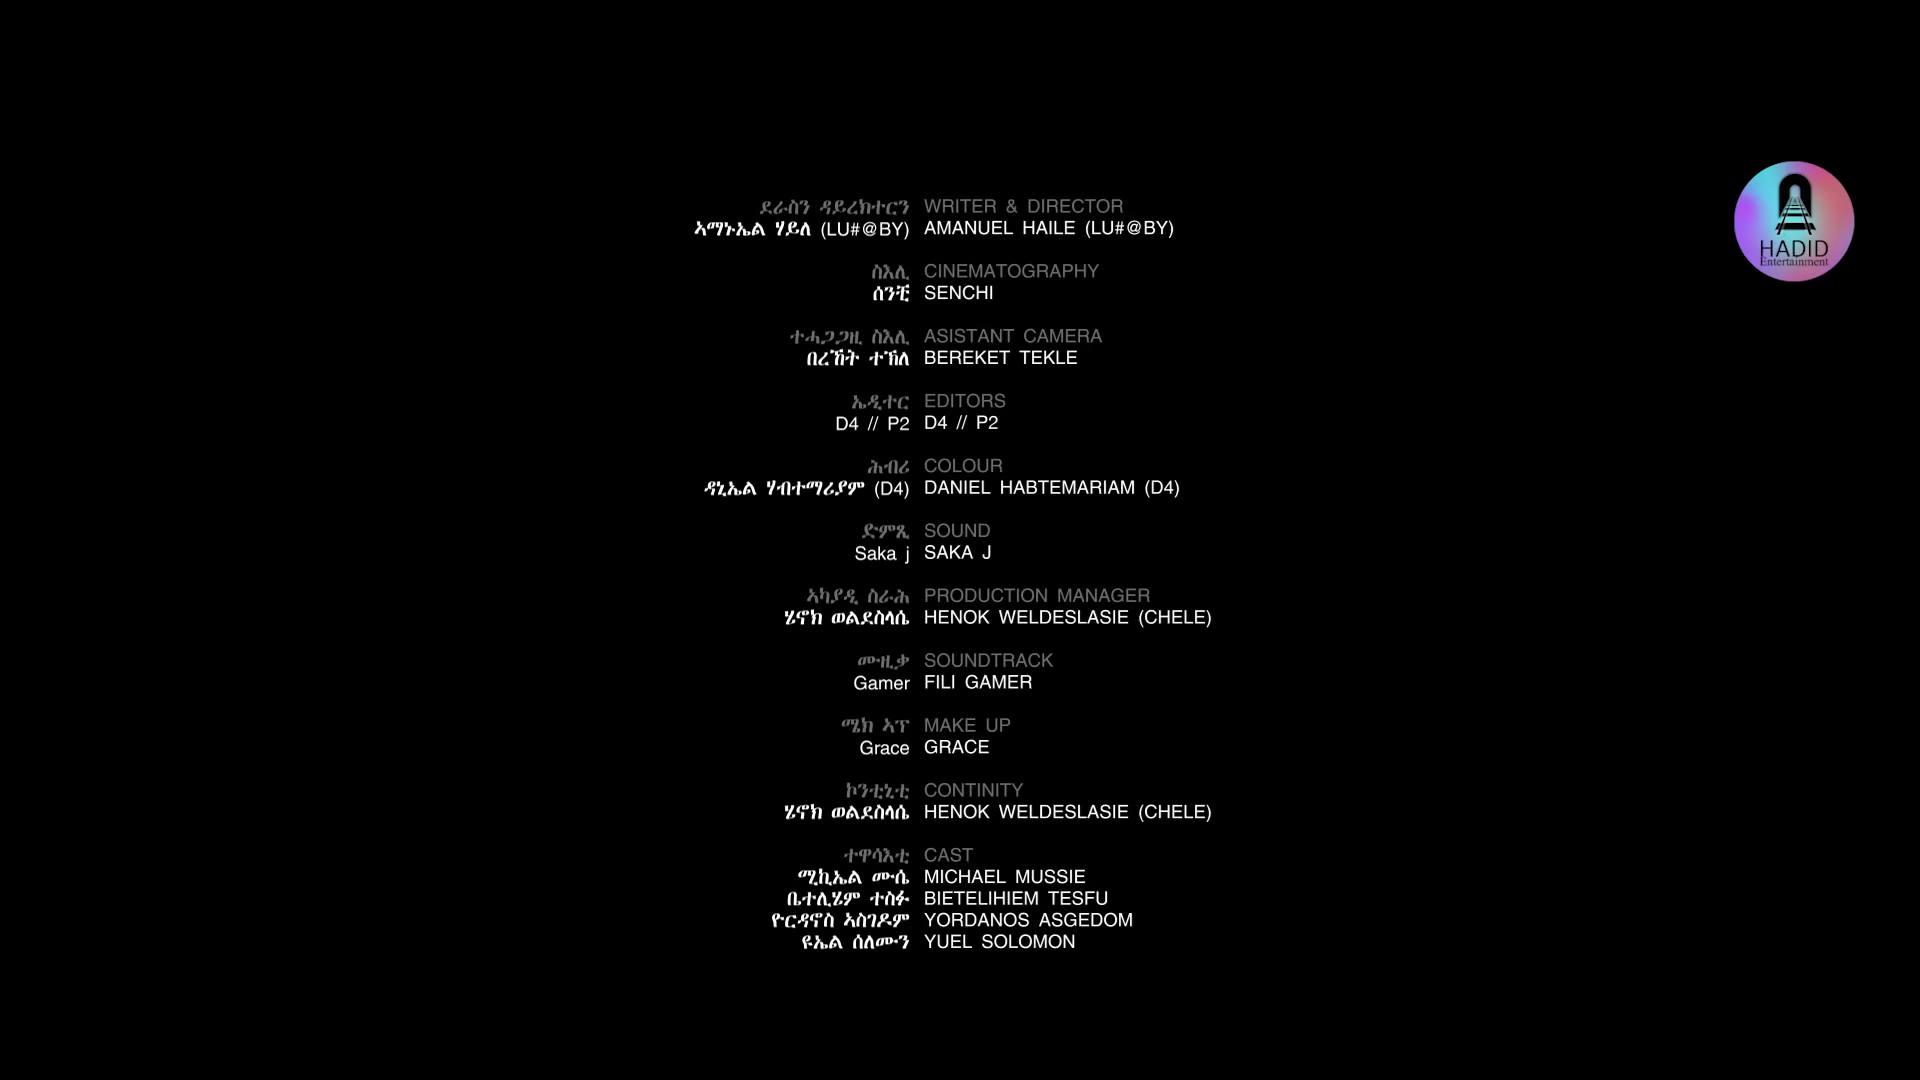 ደራስን ዳይረክተርን WRITER & DIRECTOR
ኣማኑኤል ሃይለ (LU#@BY) AMANUEL HAILE (LU#@BY)
ስእሊ CINEMATOGRAPHY
ሰንቺ SENCHI
ተሓጋጋዚ ስእሊ ASISTANT CAMERA
በረኸት ተኽለ BEREKET TEKLE
ኤዲተር EDITORS
D4 // P2 D4 // P2
ሕብሪ COLOUR
ዳኒኤል ሃብተማሪያም (D4) DANIEL HABTEMARIAM (D4)
ድምጺ SOUND
Saka j SAKA J
ኣካያዲ ስራሕ PRODUCTION MANAGER
ሄኖክ ወልደስላሴ HENOK WELDESLASIE (CHELE)
ሙዚቃ SOUNDTRACK
Gamer FILI GAMER
ሜክ ኣፕ MAKE UP
Grace GRACE
ኮንቲኒቲ CONTINITY
ሄኖክ ወልደስላሴ HENOK WELDESLASIE (CHELE)
ተዋሳእቲ CAST
ሚኪኤል ሙሴ MICHAEL MUSSIE
ቤተሊሄም ተስፉ BIETELIHIEM TESFU
ዮርዳኖስ ኣስገዶም YORDANOS ASGEDOM
ዩኤል ሰለሙን YUEL SOLOMON
HADID
Entertainment